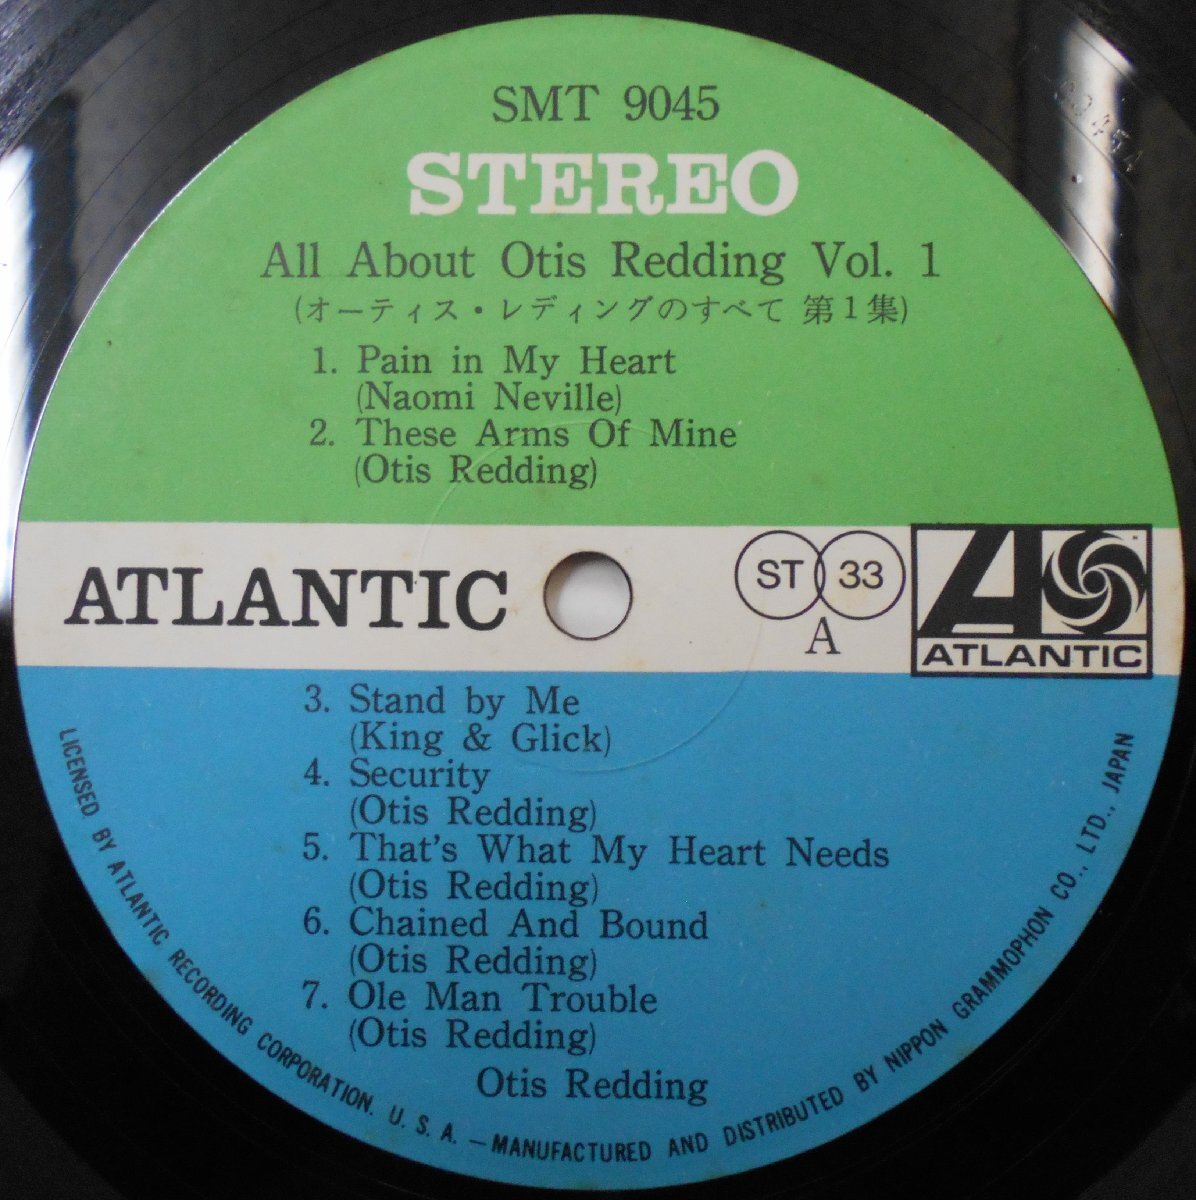 SMT 9045
STEREO
All About Otis Redding Vol. 1
(オーティス・レディングのすべて 第1集)
1. Pain in My Heart
(Naomi Neville)
2. These Arms Of Mine
(Otis Redding)
ATLANTIC
ST 33
A
ATLANTIC
3. Stand by Me
(King & Glick)
4. Security
(Otis Redding)
5. That's What My Heart Needs
(Otis Redding)
6. Chained And Bound
(Otis Redding)
7. Ole Man Trouble
(Otis Redding)
Otis Redding
LICENSED BY ATLANTIC RECORDING CORPORATION. U. S. A. — MANUFACTURED AND DISTRIBUTED BY NIPPON GRAMMOPHON CO., LTD., JAPAN